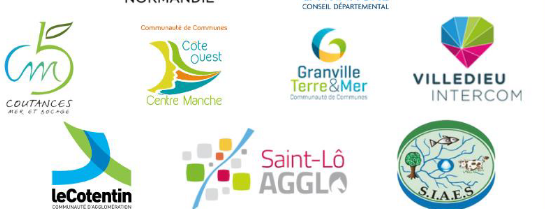 NORMANDIE
CONSEIL DÉPARTEMENTAL
COUTANCES
MER ET BOCAGE
Communauté de Communes
Côte
Ouest
Centre Manche
Granville
Terre&Mer
Communauté de Communes
VILLEDIEU
INTERCOM
leCotentin
COMMUNAUTÉ D'AGGLOMÉRATION
Saint-Lô
AGGLO
S.I.A.E.S